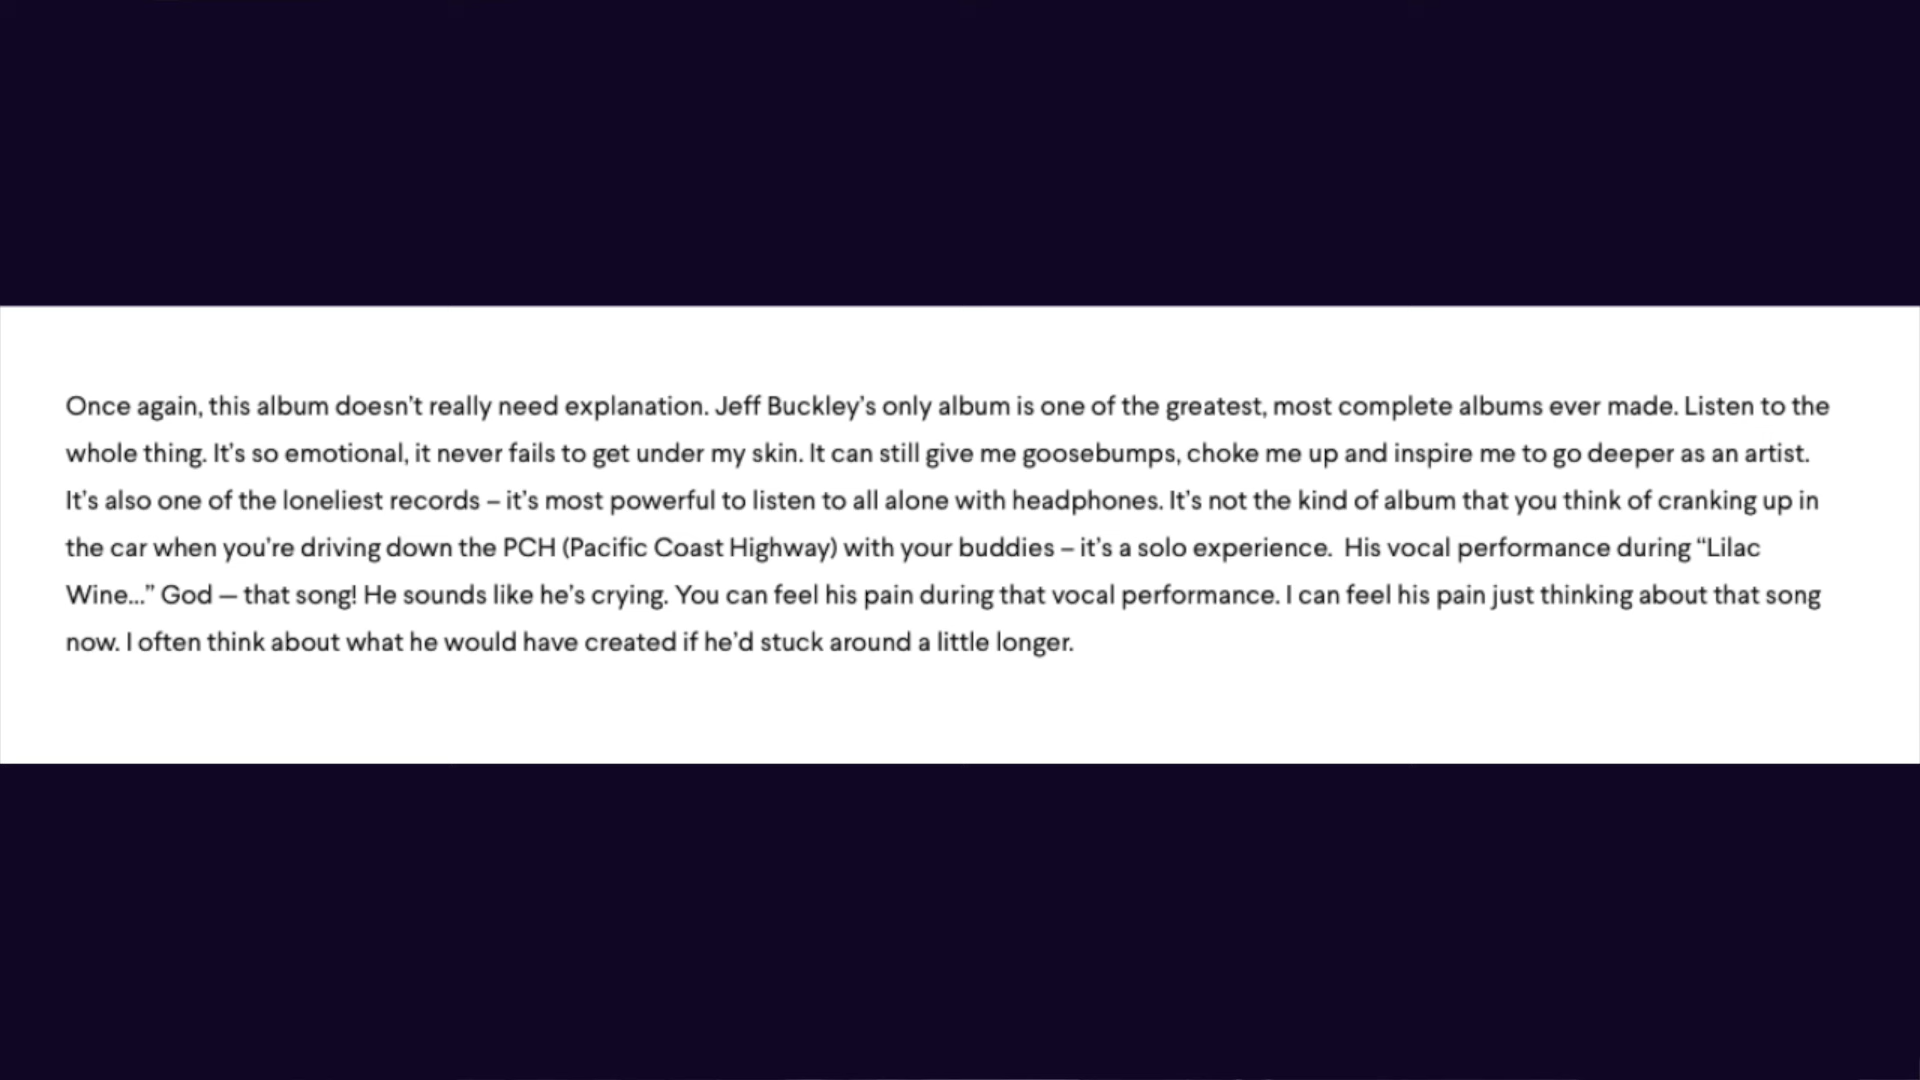 Once again, this album doesn’t really need explanation. Jeff Buckley’s only album is one of the greatest, most complete albums ever made. Listen to the
whole thing. It’s so emotional, it never fails to get under my skin. It can still give me goosebumps, choke me up and inspire me to go deeper as an artist.
It’s also one of the loneliest records – it’s most powerful to listen to all alone with headphones. It’s not the kind of album that you think of cranking up in
the car when you’re driving down the PCH (Pacific Coast Highway) with your buddies – it’s a solo experience.  His vocal performance during “Lilac
Wine...” God — that song! He sounds like he’s crying. You can feel his pain during that vocal performance. I can feel his pain just thinking about that song
now. I often think about what he would have created if he’d stuck around a little longer.